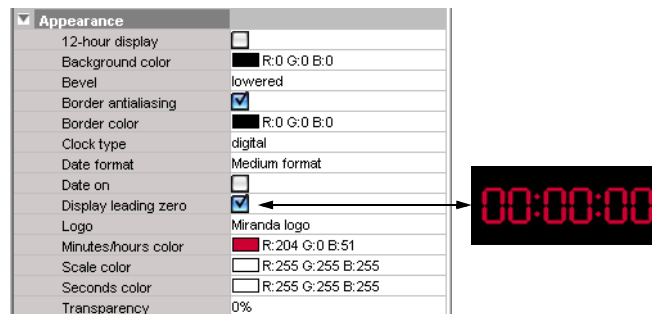 Appearance
12-hour display
Background color R:0 G:0 B:0
Bevel lowered
Border antialiasing
Border color R:0 G:0 B:0
Clock type digital
Date format Medium format
Date on
Display leading zero
00:00:00
Logo Miranda logo
Minutes/hours color R:204 G:0 B:51
Scale color R:255 G:255 B:255
Seconds color R:255 G:255 B:255
Transparency 0%